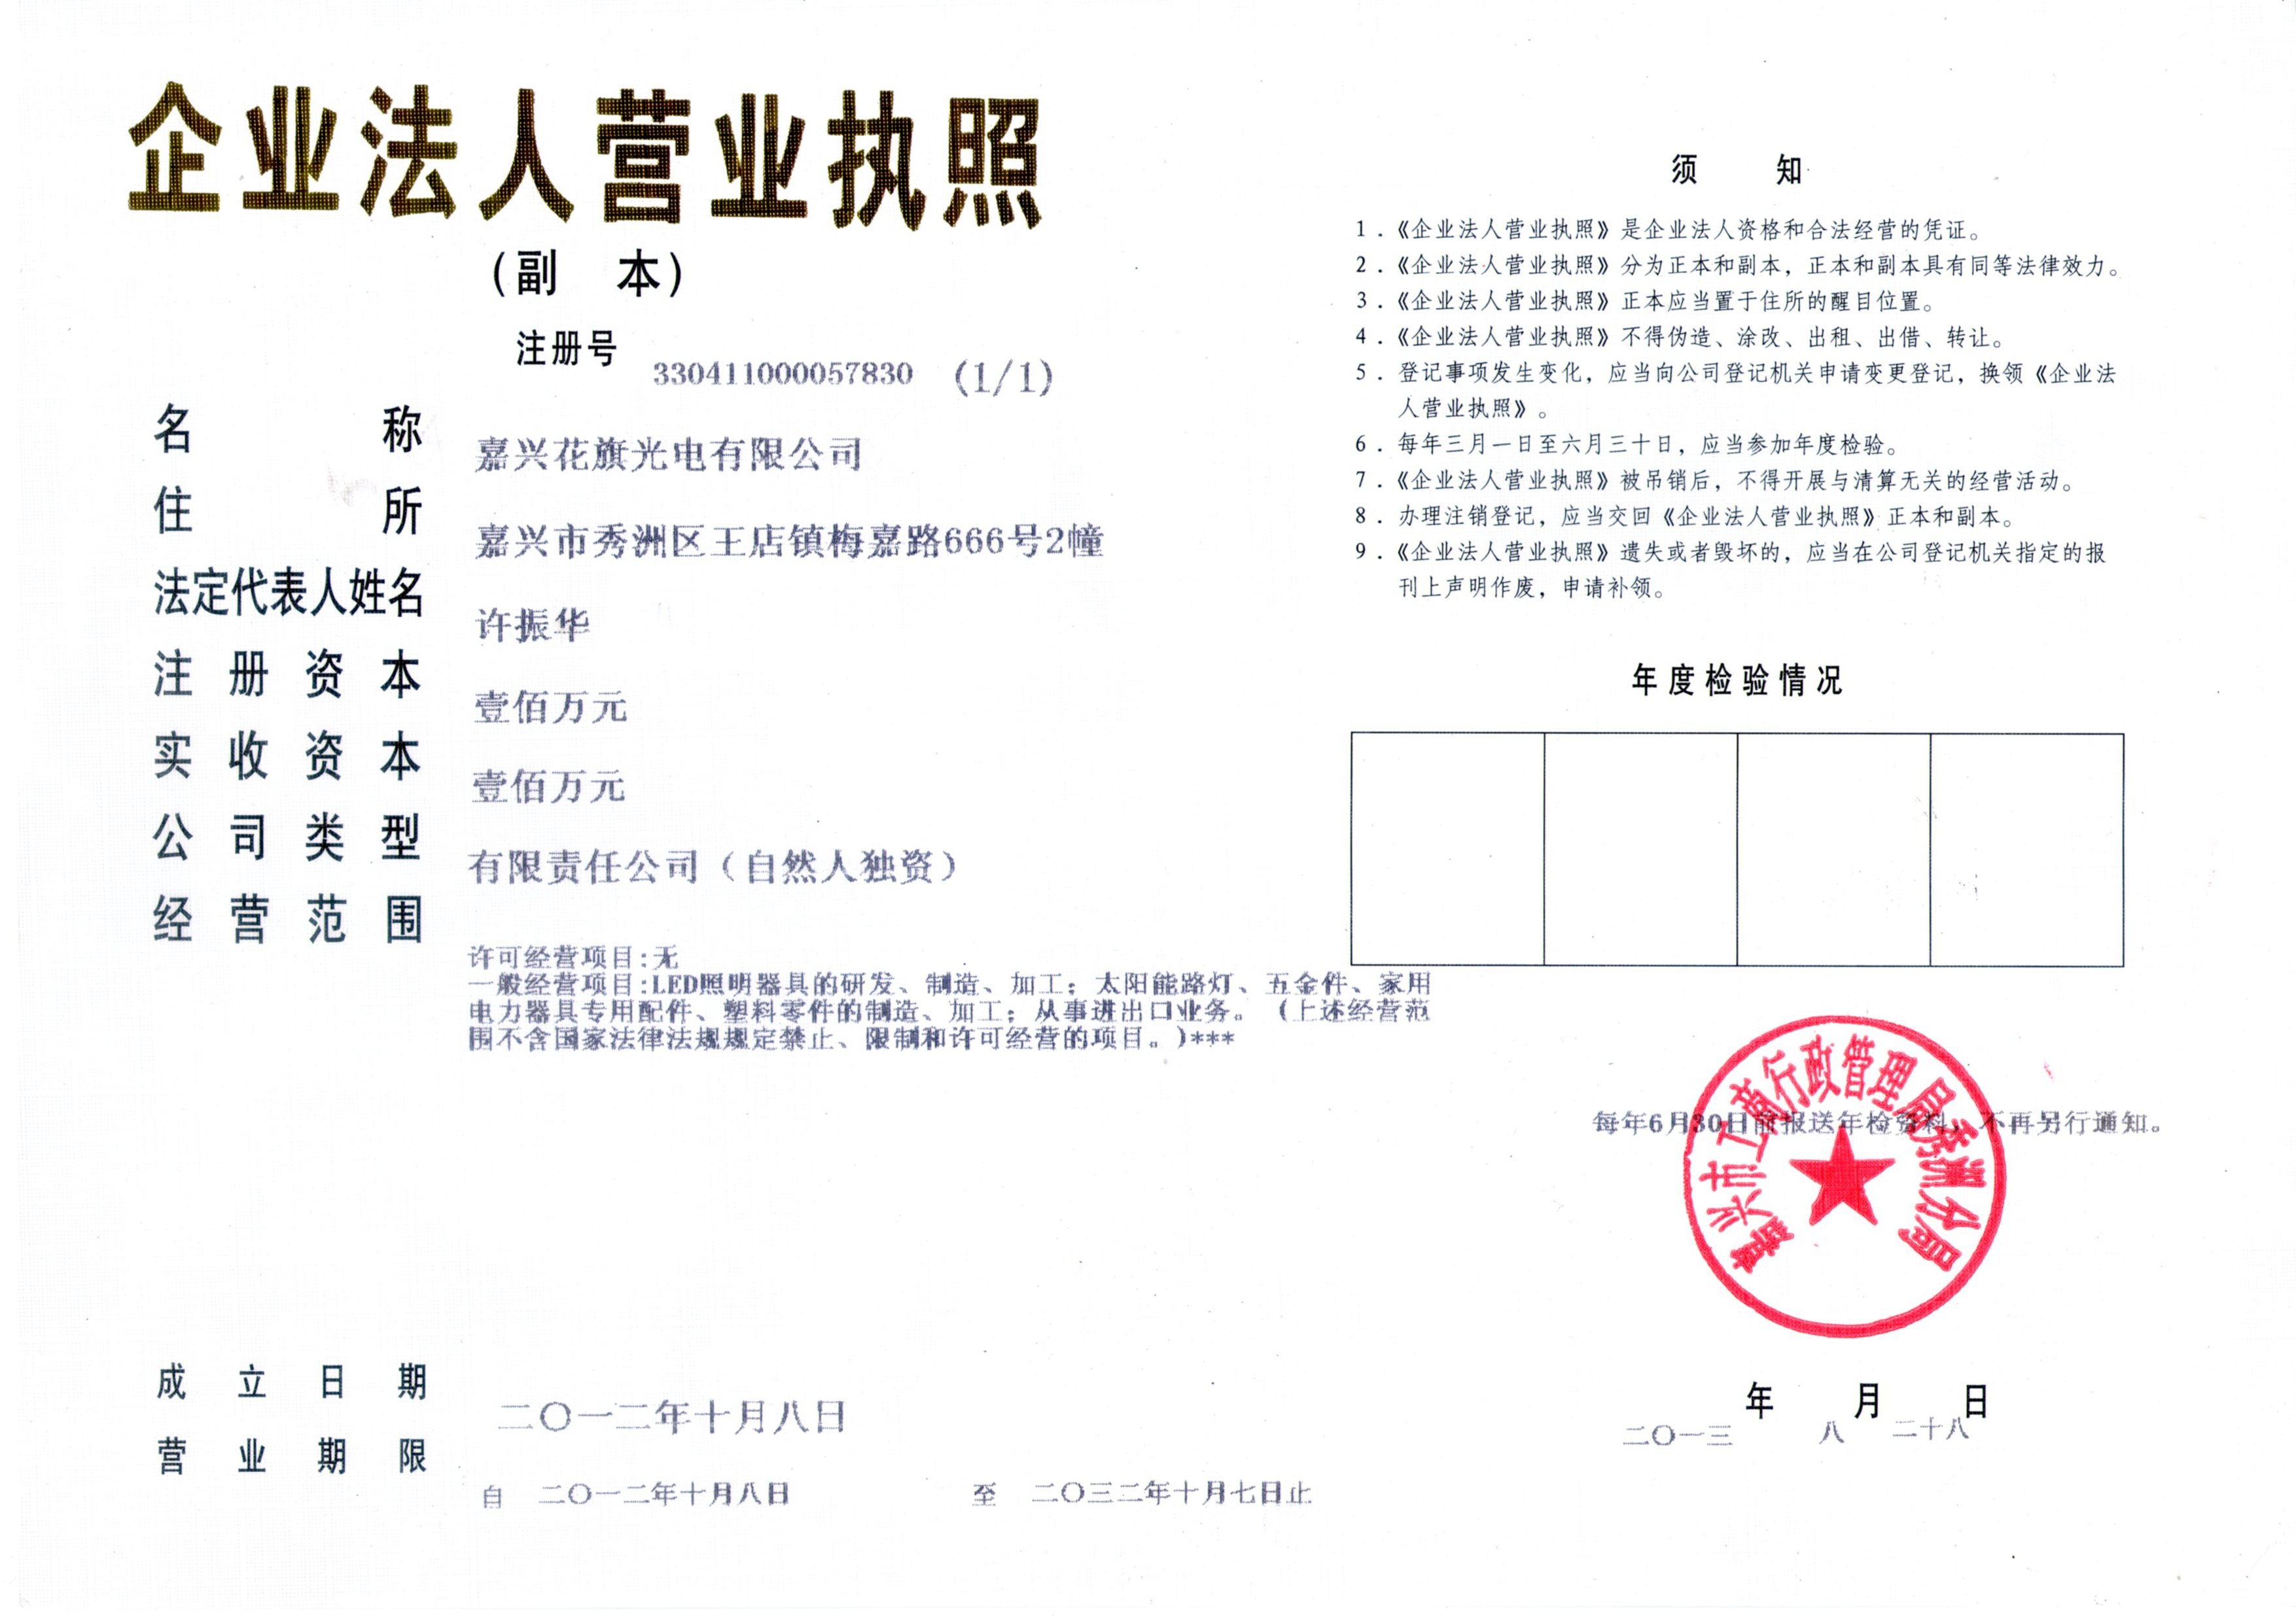 企业法人营业执照
（副 本）
注册号 330411000057830 (1/1)
名称 嘉兴花旗光电有限公司
住所 嘉兴市秀洲区王店镇梅嘉路666号2幢
法定代表人姓名 许振华
注册资本 壹佰万元
实收资本 壹佰万元
公司类型 有限责任公司（自然人独资）
经营范围
许可经营项目:无
一般经营项目:LED照明器具的研发、制造、加工；太阳能路灯、五金件、家用
电力器具专用配件、塑料零件的制造、加工；从事进出口业务。（上述经营范
围不含国家法律法规规定禁止、限制和许可经营的项目。)***
成立日期 二〇一二年十月八日
营业期限 自 二〇一二年十月八日 至 二〇三二年十月七日止
须 知
1．《企业法人营业执照》是企业法人资格和合法经营的凭证。
2．《企业法人营业执照》分为正本和副本，正本和副本具有同等法律效力。
3．《企业法人营业执照》正本应当置于住所的醒目位置。
4．《企业法人营业执照》不得伪造、涂改、出租、出借、转让。
5．登记事项发生变化，应当向公司登记机关申请变更登记，换领《企业法
人营业执照》。
6．每年三月一日至六月三十日，应当参加年度检验。
7．《企业法人营业执照》被吊销后，不得开展与清算无关的经营活动。
8．办理注销登记，应当交回《企业法人营业执照》正本和副本。
9．《企业法人营业执照》遗失或者毁坏的，应当在公司登记机关指定的报
刊上声明作废，申请补领。
年度检验情况
每年6月30日前报送年检资料，不再另行通知。
嘉兴市工商行政管理局秀洲分局
二〇一三年八月二十八日